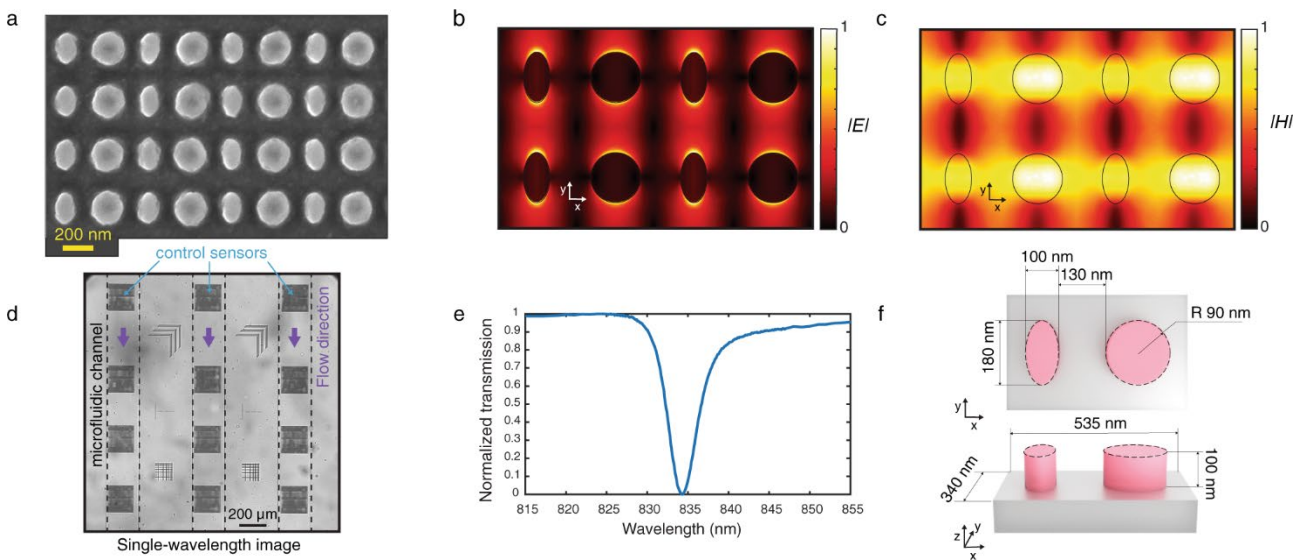 a
200 nm
b
y
x
1
|E|
0
c
y
x
1
|H|
0
d
control sensors
microfluidic channel
Flow direction
200 µm
Single-wavelength image
e
Normalized transmission
1
0.9
0.8
0.7
0.6
0.5
0.4
0.3
0.2
0.1
0
815 820 825 830 835 840 845 850 855
Wavelength (nm)
f
100 nm
130 nm
R 90 nm
180 nm
y
x
535 nm
340 nm
100 nm
z
y
x